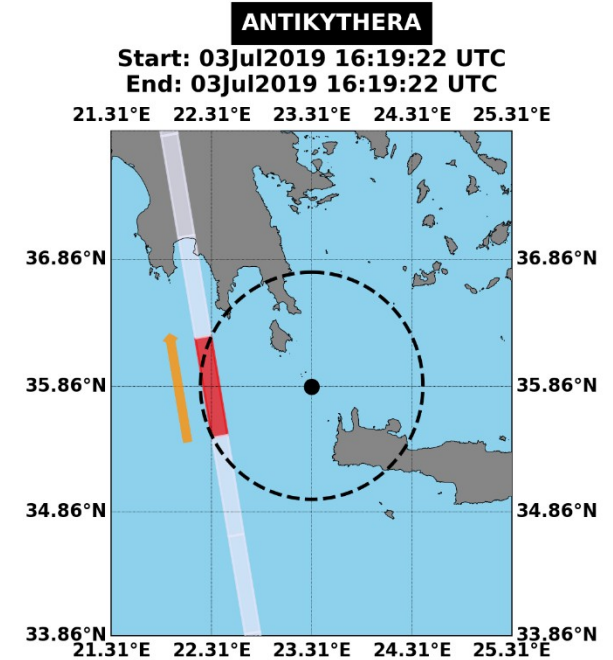 ANTIKYTHERA
Start: 03Jul2019 16:19:22 UTC
End: 03Jul2019 16:19:22 UTC
21.31°E 22.31°E 23.31°E 24.31°E 25.31°E
36.86°N 36.86°N
35.86°N 35.86°N
34.86°N 34.86°N
33.86°N 33.86°N
21.31°E 22.31°E 23.31°E 24.31°E 25.31°E